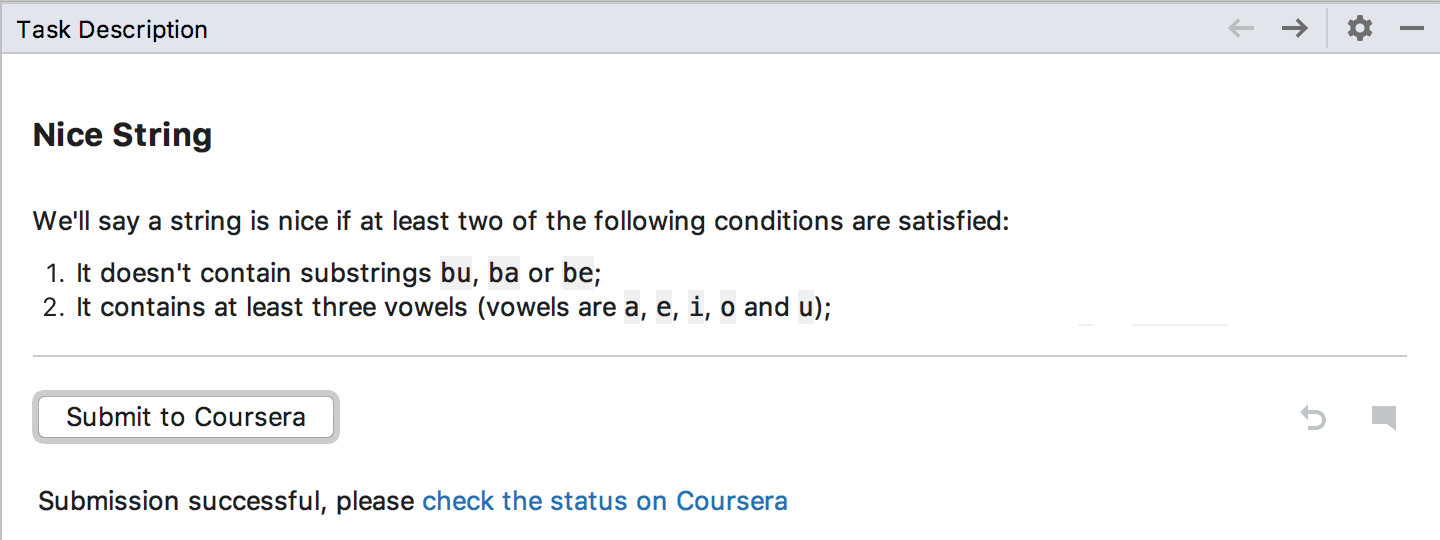 Task Description
Nice String
We'll say a string is nice if at least two of the following conditions are satisfied:
1. It doesn't contain substrings bu, ba or be;
2. It contains at least three vowels (vowels are a, e, i, o and u);
Submit to Coursera
Submission successful, please check the status on Coursera